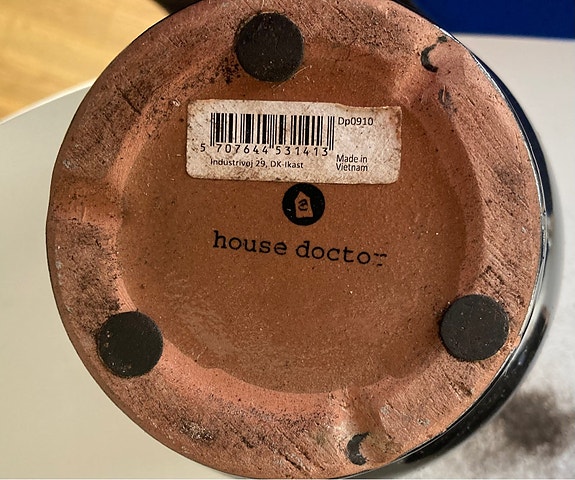 Dp0910
5 707644 531413
Industrivej 29, DK-Ikast
Made in
Vietnam
house doctor